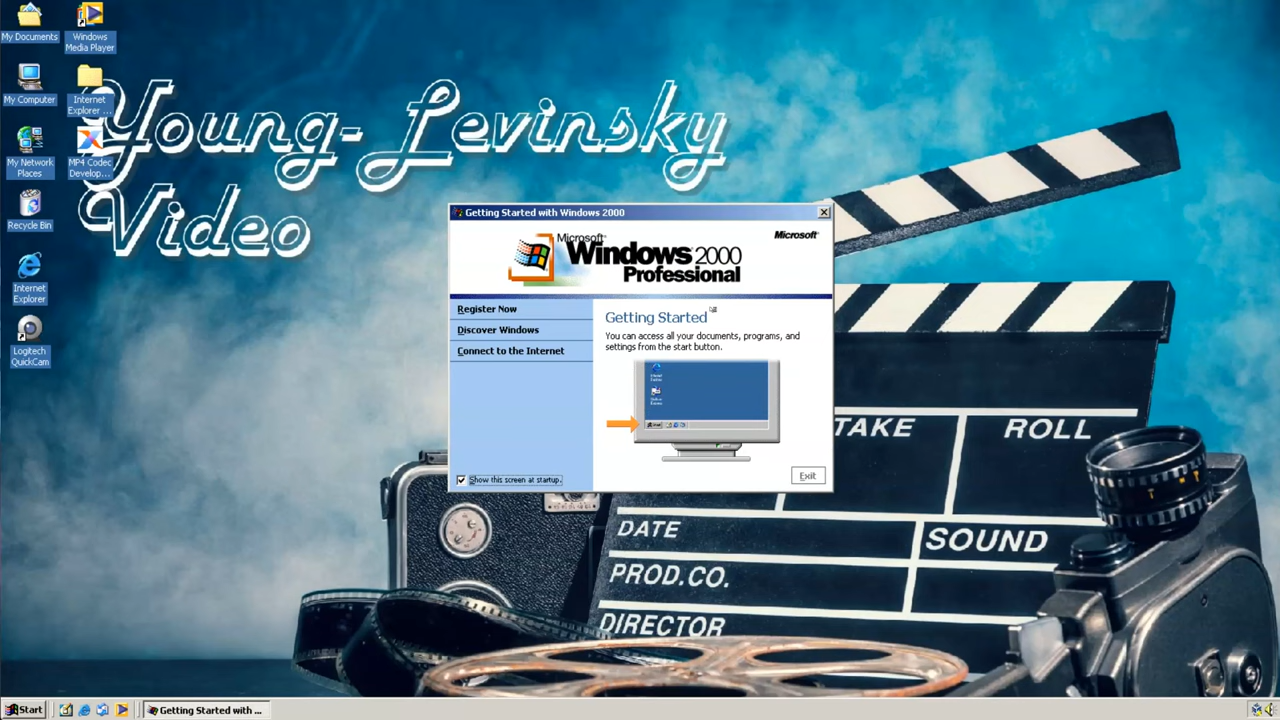 My Documents
Windows
Media Player
My Computer
Internet
Explorer ...
My Network
Places
MP4 Codec
Develop...
Recycle Bin
Internet
Explorer
Logitech
QuickCam
Young-Levinsky
Video
Getting Started with Windows 2000
Microsoft
Windows 2000
Professional
Microsoft
Register Now
Discover Windows
Connect to the Internet
Show this screen at startup.
Getting Started
You can access all your documents, programs, and
settings from the start button.
Exit
TAKE
ROLL
DATE
SOUND
PROD.CO.
DIRECTOR
Start
Getting Started with ...